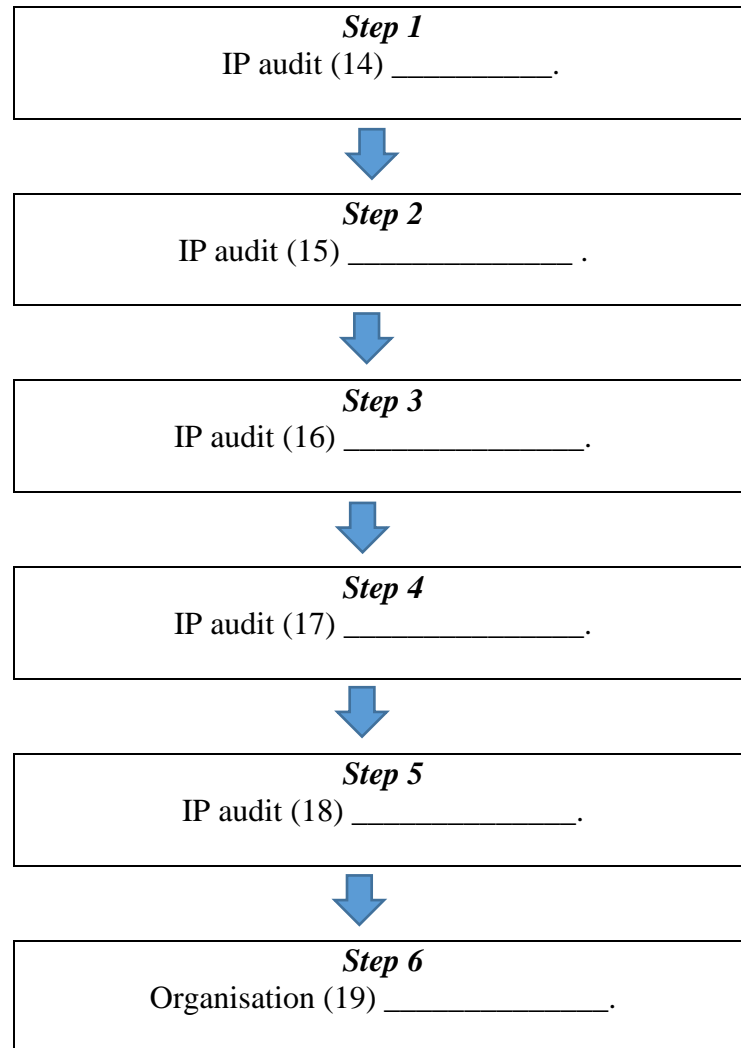 Step 1
IP audit (14) __________.
Step 2
IP audit (15) ______________ .
Step 3
IP audit (16) _______________.
Step 4
IP audit (17) _______________.
Step 5
IP audit (18) ______________.
Step 6
Organisation (19) ______________.